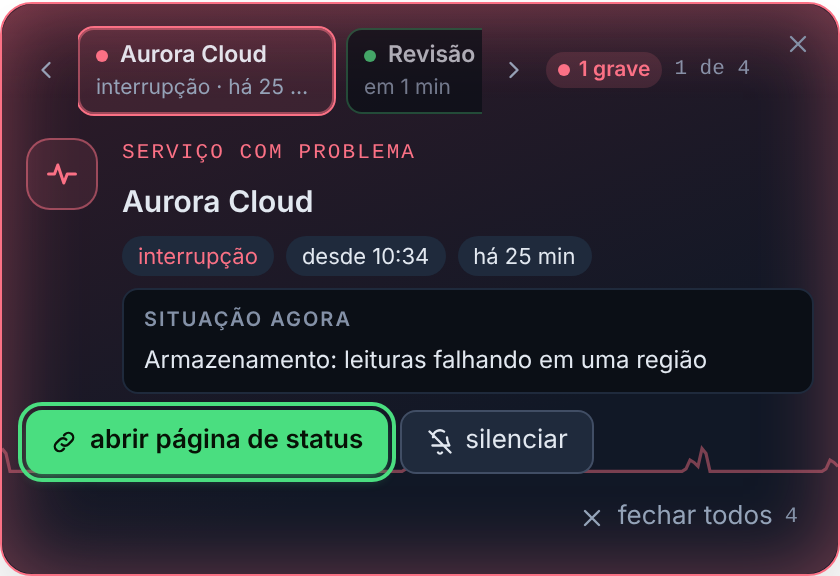 Aurora Cloud
interrupção · há 25 ...
Revisão
em 1 min
1 grave
1 de 4
SERVIÇO COM PROBLEMA
Aurora Cloud
interrupção
desde 10:34
há 25 min
SITUAÇÃO AGORA
Armazenamento: leituras falhando em uma região
abrir página de status
silenciar
fechar todos 4